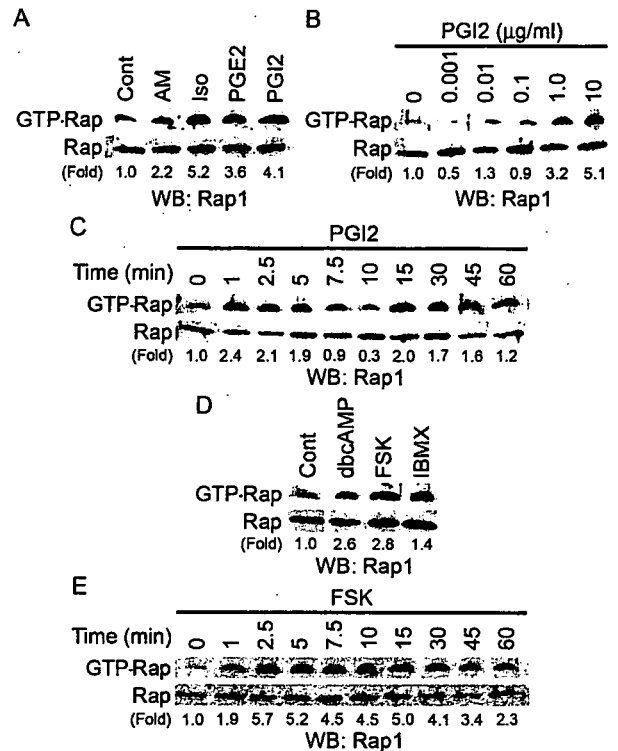 A
Cont AM Iso PGE2 PGI2
GTP-Rap
Rap
(Fold) 1.0 2.2 5.2 3.6 4.1
WB: Rap1
B
PGI2 (μg/ml)
0 0.001 0.01 0.1 1.0 10
GTP-Rap
Rap
(Fold) 1.0 0.5 1.3 0.9 3.2 5.1
WB: Rap1
C
PGI2
Time (min) 0 1 2.5 5 7.5 10 15 30 45 60
GTP-Rap
Rap
(Fold) 1.0 2.4 2.1 1.9 0.9 0.3 2.0 1.7 1.6 1.2
WB: Rap1
D
Cont dbcAMP FSK IBMX
GTP-Rap
Rap
(Fold) 1.0 2.6 2.8 1.4
WB: Rap1
E
FSK
Time (min) 0 1 2.5 5 7.5 10 15 30 45 60
GTP-Rap
Rap
(Fold) 1.0 1.9 5.7 5.2 4.5 4.5 5.0 4.1 3.4 2.3
WB: Rap1